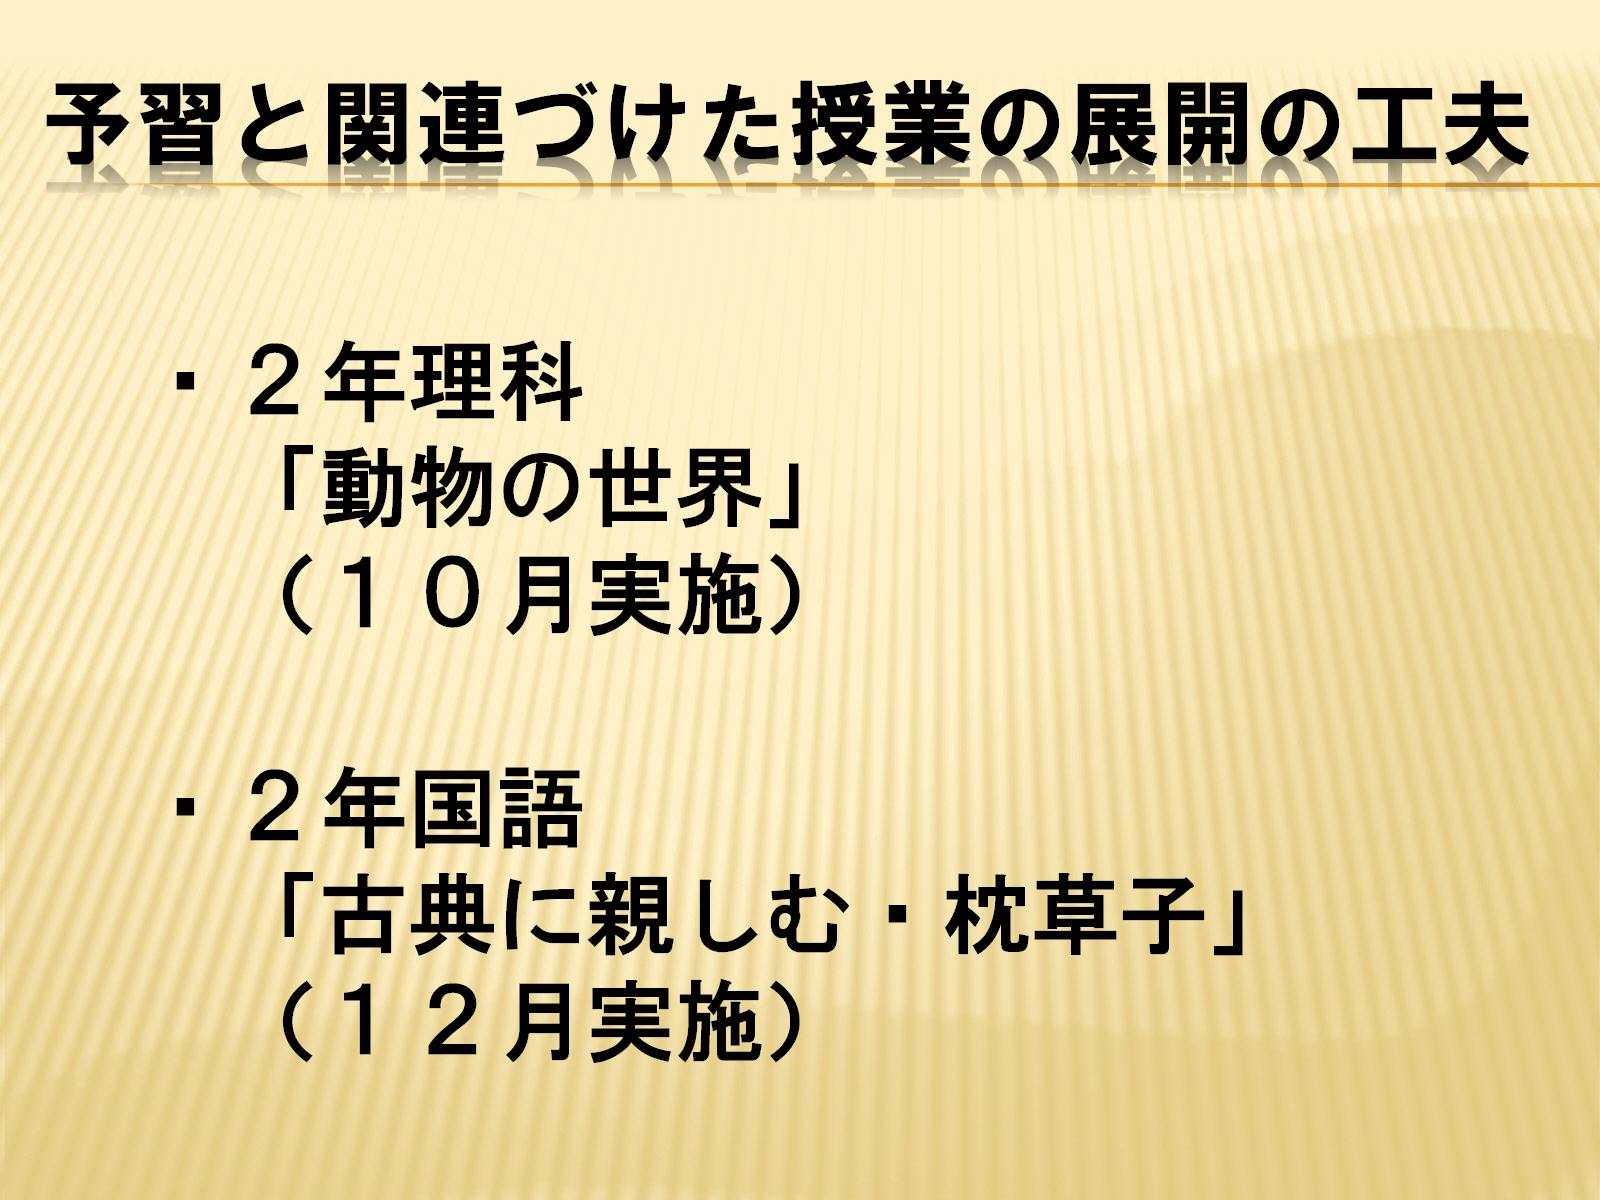 予習と関連づけた授業の展開の工夫
・２年理科
「動物の世界」
（１０月実施）
・２年国語
「古典に親しむ・枕草子」
（１２月実施）